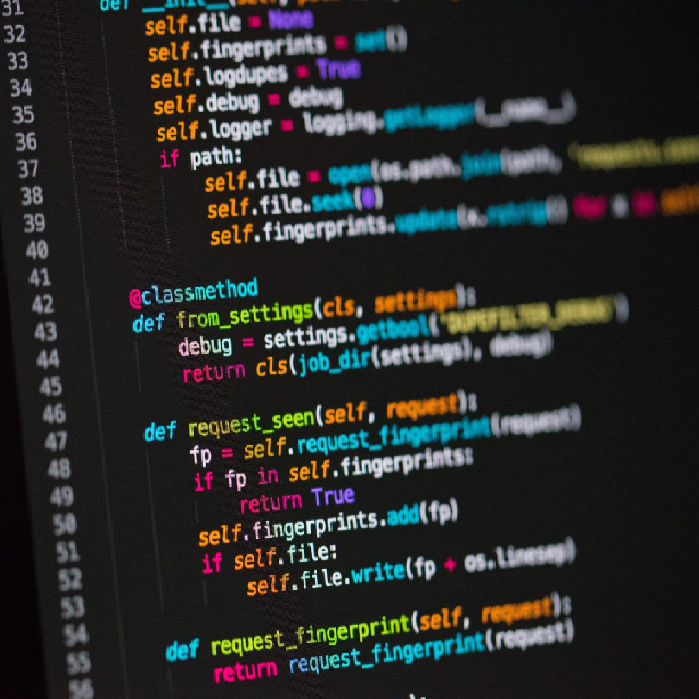 31 def __init__(self,
32 self.file = None
33 self.fingerprints = set()
34 self.logdupes = True
35 self.debug = debug
36 self.logger = logging.getLogger(__name__)
37 if path:
38 self.file = open(os.path.join(path, 'requests.seen'
39 self.file.seek(0)
40 self.fingerprints.update(x.rstrip() for x in self
41
42 @classmethod
43 def from_settings(cls, settings):
44 debug = settings.getbool('DUPEFILTER_DEBUG')
45 return cls(job_dir(settings), debug)
46
47 def request_seen(self, request):
48 fp = self.request_fingerprint(request)
49 if fp in self.fingerprints:
50 return True
51 self.fingerprints.add(fp)
52 if self.file:
53 self.file.write(fp + os.linesep)
54
55 def request_fingerprint(self, request):
56 return request_fingerprint(request)